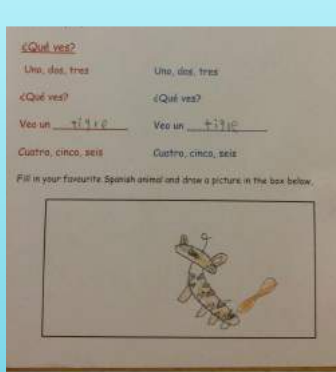 ¿Qué ves?
Uno, dos, tres Uno, dos, tres
¿Qué ves? ¿Qué ves?
Veo un tigre Veo un tigre
Cuatro, cinco, seis Cuatro, cinco, seis
Fill in your favourite Spanish animal and draw a picture in the box below.